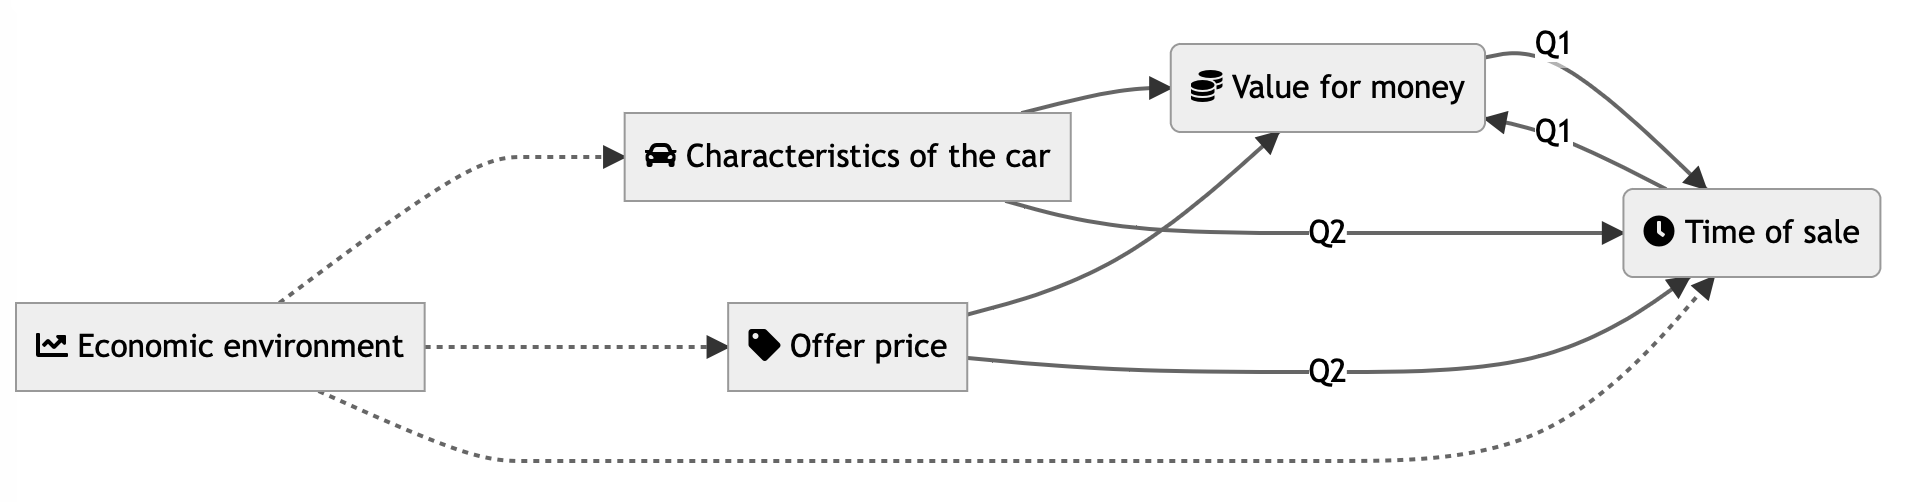 Q1
Value for money
Q1
Characteristics of the car
Q2
Time of sale
Economic environment
Offer price
Q2